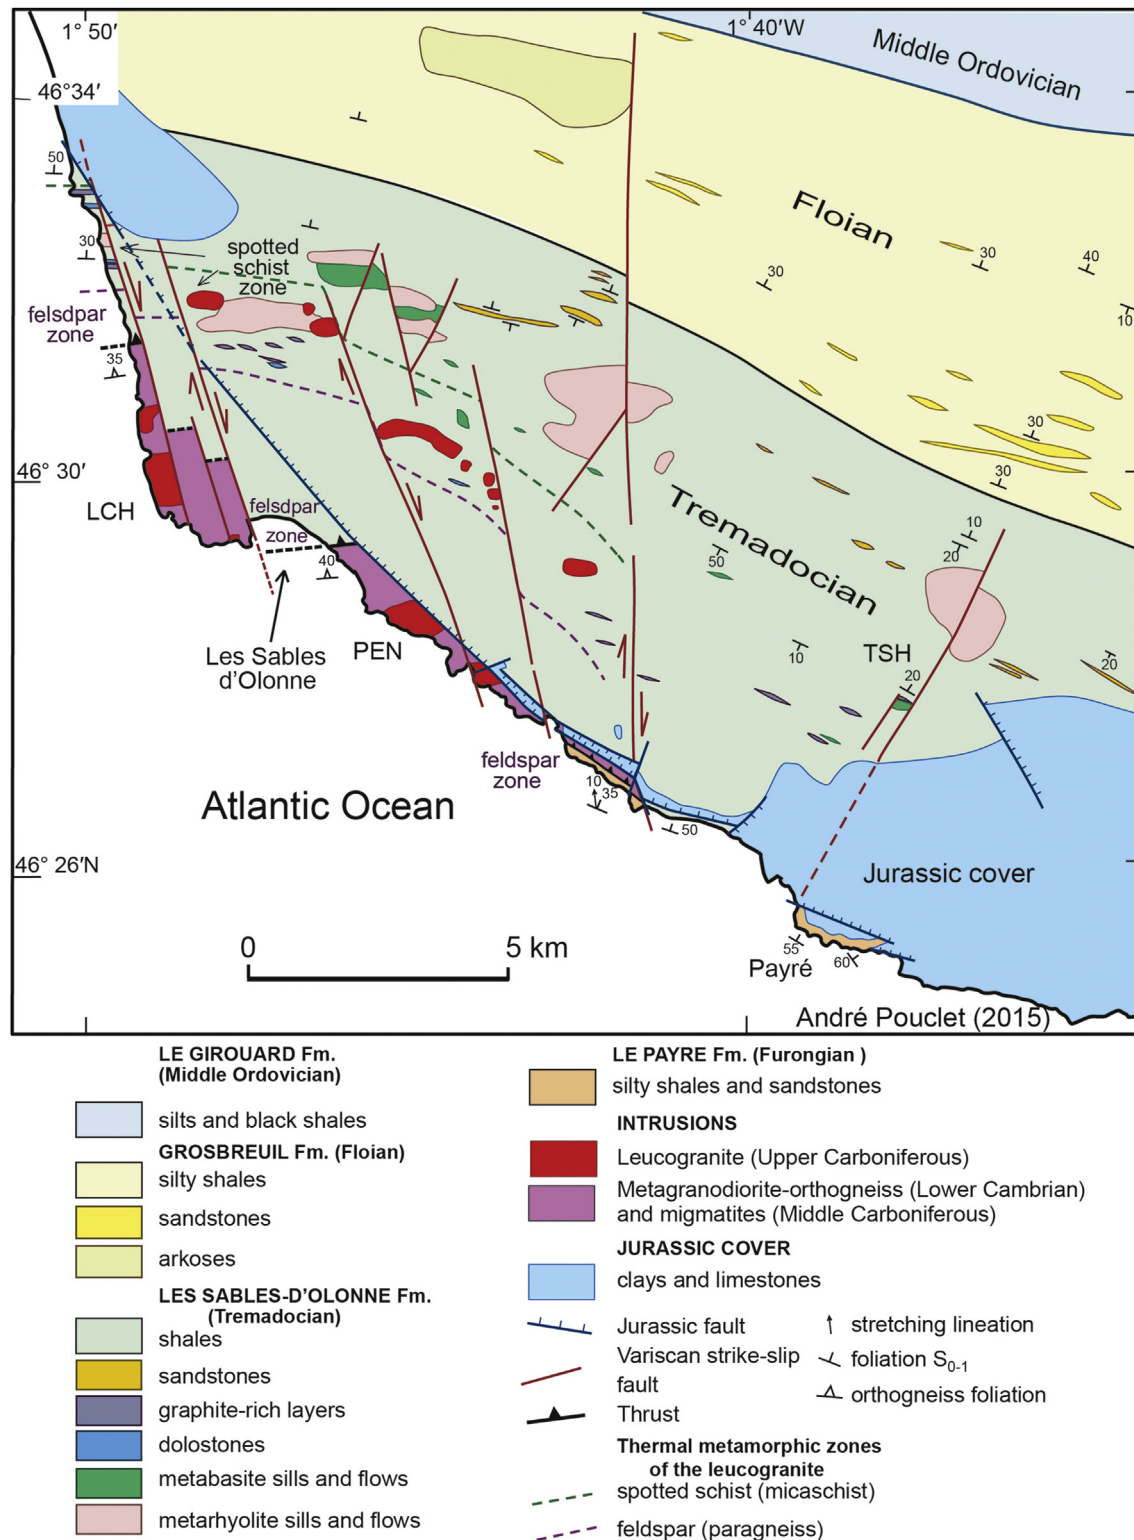 1° 50′
1° 40′W
Middle Ordovician
46°34′
50
Floian
30
40
30
10
30
spotted
schist
zone
felsdpar
zone
35
30
30
46° 30′
LCH
felsdpar
zone
40
Tremadocian
50
10
20
Les Sables
d’Olonne
PEN
10
TSH
20
20
feldspar
zone
10
35
50
Atlantic Ocean
46° 26′N
Jurassic cover
0
5 km
55
60
Payré
André Pouclet (2015)
LE GIROUARD Fm.
(Middle Ordovician)
silts and black shales
GROSBREUIL Fm. (Floian)
silty shales
sandstones
arkoses
LES SABLES-D’OLONNE Fm.
(Tremadocian)
shales
sandstones
graphite-rich layers
dolostones
metabasite sills and flows
metarhyolite sills and flows
LE PAYRE Fm. (Furongian )
silty shales and sandstones
INTRUSIONS
Leucogranite (Upper Carboniferous)
Metagranodiorite-orthogneiss (Lower Cambrian)
and migmatites (Middle Carboniferous)
JURASSIC COVER
clays and limestones
Jurassic fault
Variscan strike-slip
fault
Thrust
stretching lineation
foliation S0-1
orthogneiss foliation
Thermal metamorphic zones
of the leucogranite
spotted schist (micaschist)
feldspar (paragneiss)